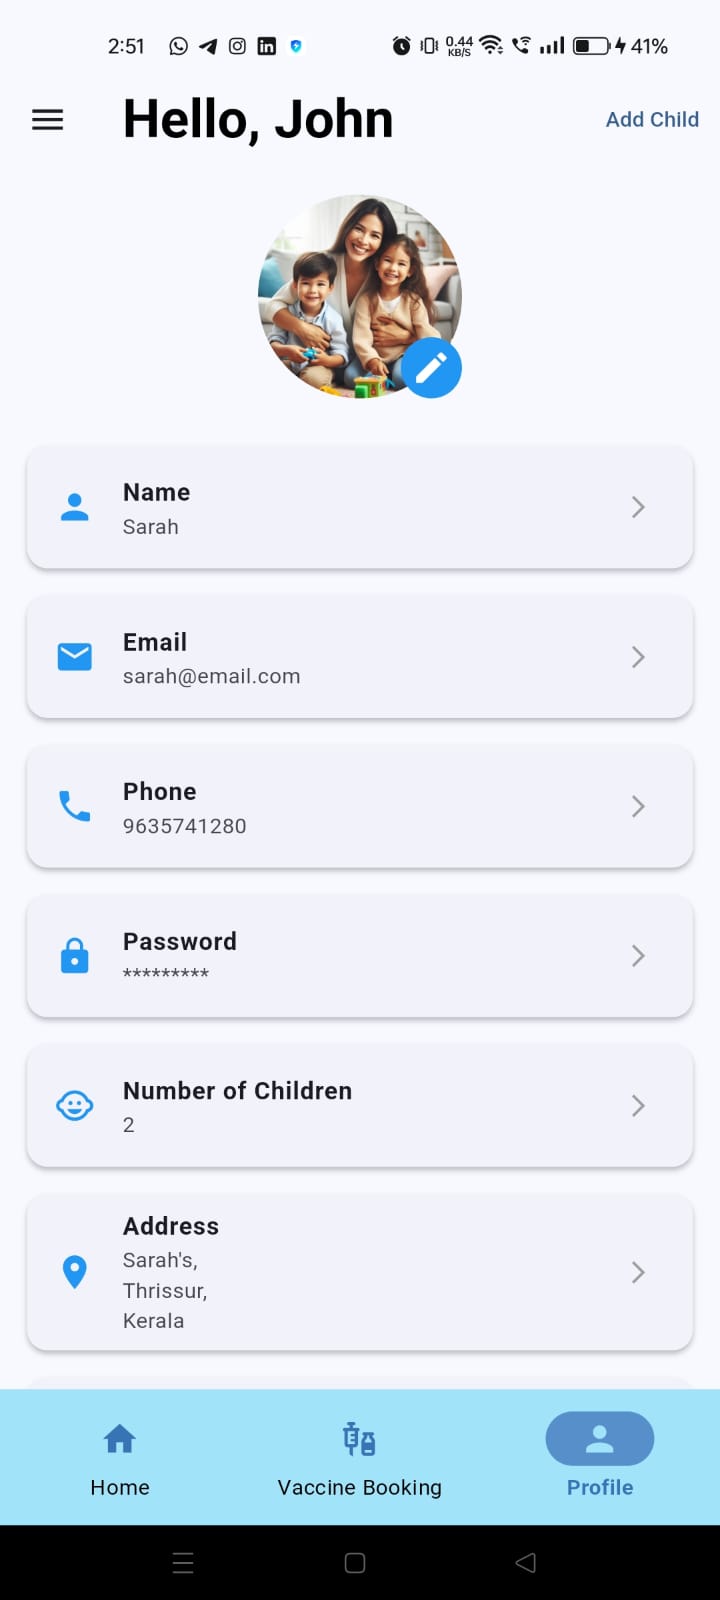 2:51 0.44 KB/S 41%
Hello, John
Add Child
Name
Sarah
Email
sarah@email.com
Phone
9635741280
Password
*********
Number of Children
2
Address
Sarah's,
Thrissur,
Kerala
Home Vaccine Booking Profile